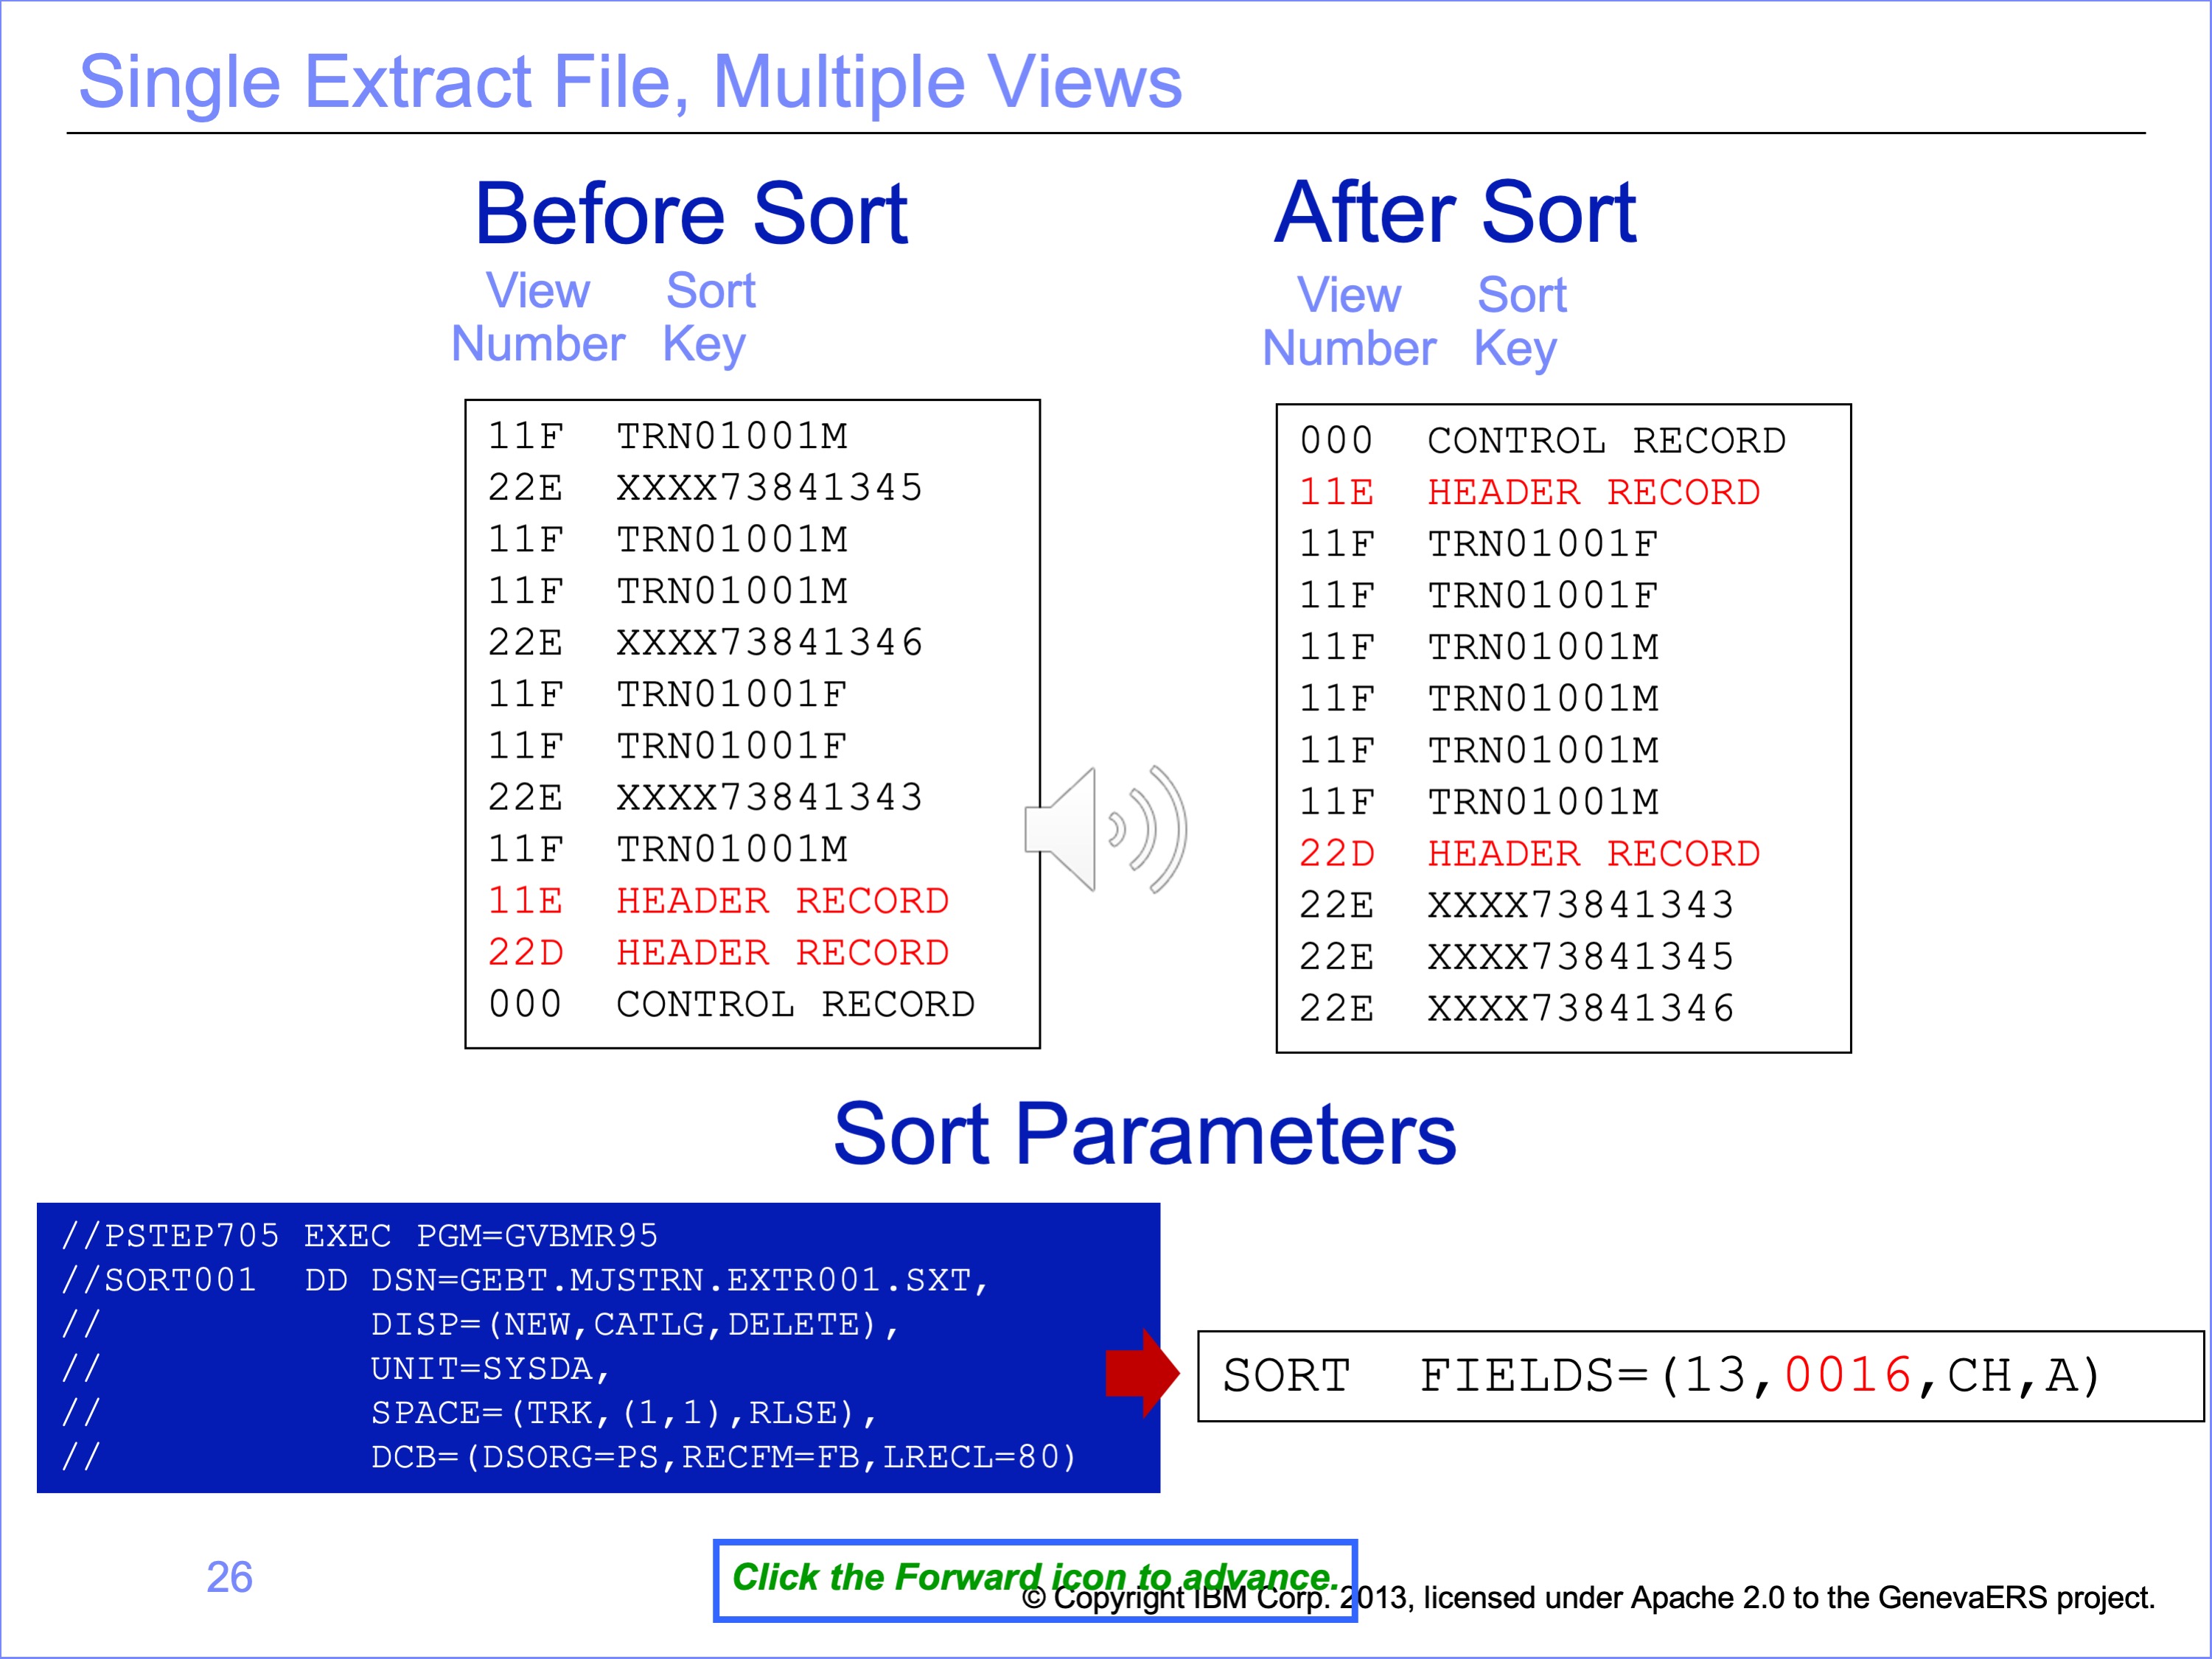 Single Extract File, Multiple Views
Before Sort
View Sort
Number Key
11F TRN01001M
22E XXXX73841345
11F TRN01001M
11F TRN01001M
22E XXXX73841346
11F TRN01001F
11F TRN01001F
22E XXXX73841343
11F TRN01001M
11E HEADER RECORD
22D HEADER RECORD
000 CONTROL RECORD
After Sort
View Sort
Number Key
000 CONTROL RECORD
11E HEADER RECORD
11F TRN01001F
11F TRN01001F
11F TRN01001M
11F TRN01001M
11F TRN01001M
11F TRN01001M
22D HEADER RECORD
22E XXXX73841343
22E XXXX73841345
22E XXXX73841346
Sort Parameters
//PSTEP705 EXEC PGM=GVBMR95
//SORT001 DD DSN=GEBT.MJSTRN.EXTR001.SXT,
// DISP=(NEW,CATLG,DELETE),
// UNIT=SYSDA,
// SPACE=(TRK,(1,1),RLSE),
// DCB=(DSORG=PS,RECFM=FB,LRECL=80)
SORT FIELDS=(13,0016,CH,A)
26
Click the Forward icon to advance.
© Copyright IBM Corp. 2013, licensed under Apache 2.0 to the GenevaERS project.